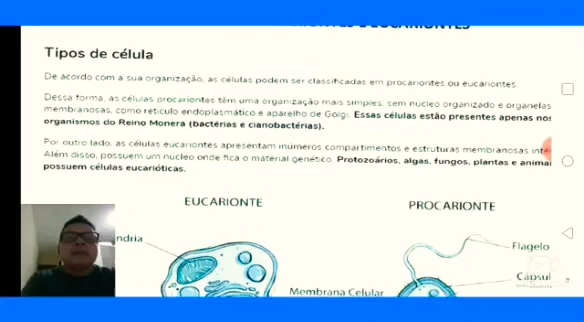 Tipos de célula
De acordo com a sua organização, as células podem ser classificadas em procariontes ou eucariontes
Dessa forma, as células procariontes têm uma organização mais simples, sem núcleo organizado e organelas
membranosas, como retículo endoplasmático e aparelho de Golgi. Essas células estão presentes apenas nos
organismos do Reino Monera (bactérias e cianobactérias).
Por outro lado, as células eucariontes apresentam inúmeros compartimentos e estruturas membranosas inte
Além disso, possuem um núcleo onde fica o material genético. Protozoários, algas, fungos, plantas e animai
possuem células eucarióticas.
EUCARIONTE
PROCARIONTE
ndria
Flagelo
Cápsul
Membrana Celular